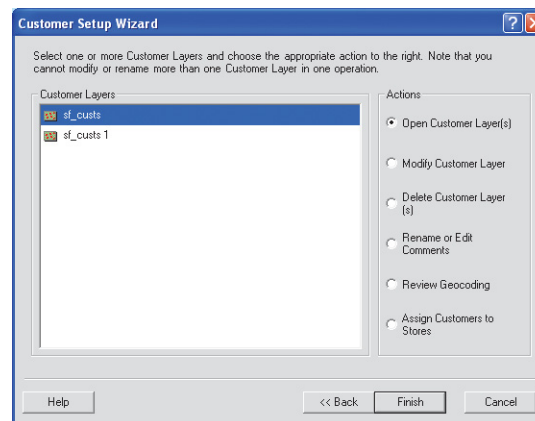 Customer Setup Wizard
Select one or more Customer Layers and choose the appropriate action to the right. Note that you
cannot modify or rename more than one Customer Layer in one operation.
Customer Layers
sf_custs
sf_custs 1
Actions
Open Customer Layer(s)
Modify Customer Layer
Delete Customer Layer
(s)
Rename or Edit
Comments
Review Geocoding
Assign Customers to
Stores
Help
<< Back
Finish
Cancel